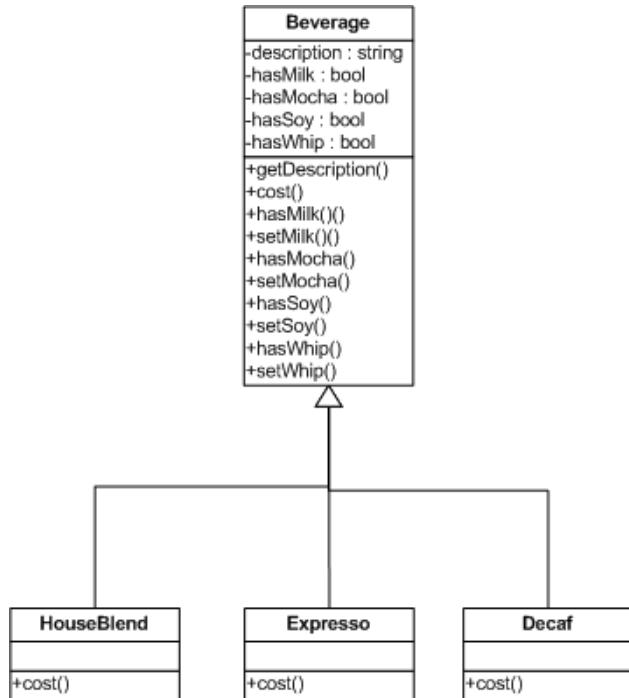 Beverage
-description : string
-hasMilk : bool
-hasMocha : bool
-hasSoy : bool
-hasWhip : bool
+getDescription()
+cost()
+hasMilk()()
+setMilk()()
+hasMocha()
+setMocha()
+hasSoy()
+setSoy()
+hasWhip()
+setWhip()
HouseBlend
+cost()
Expresso
+cost()
Decaf
+cost()